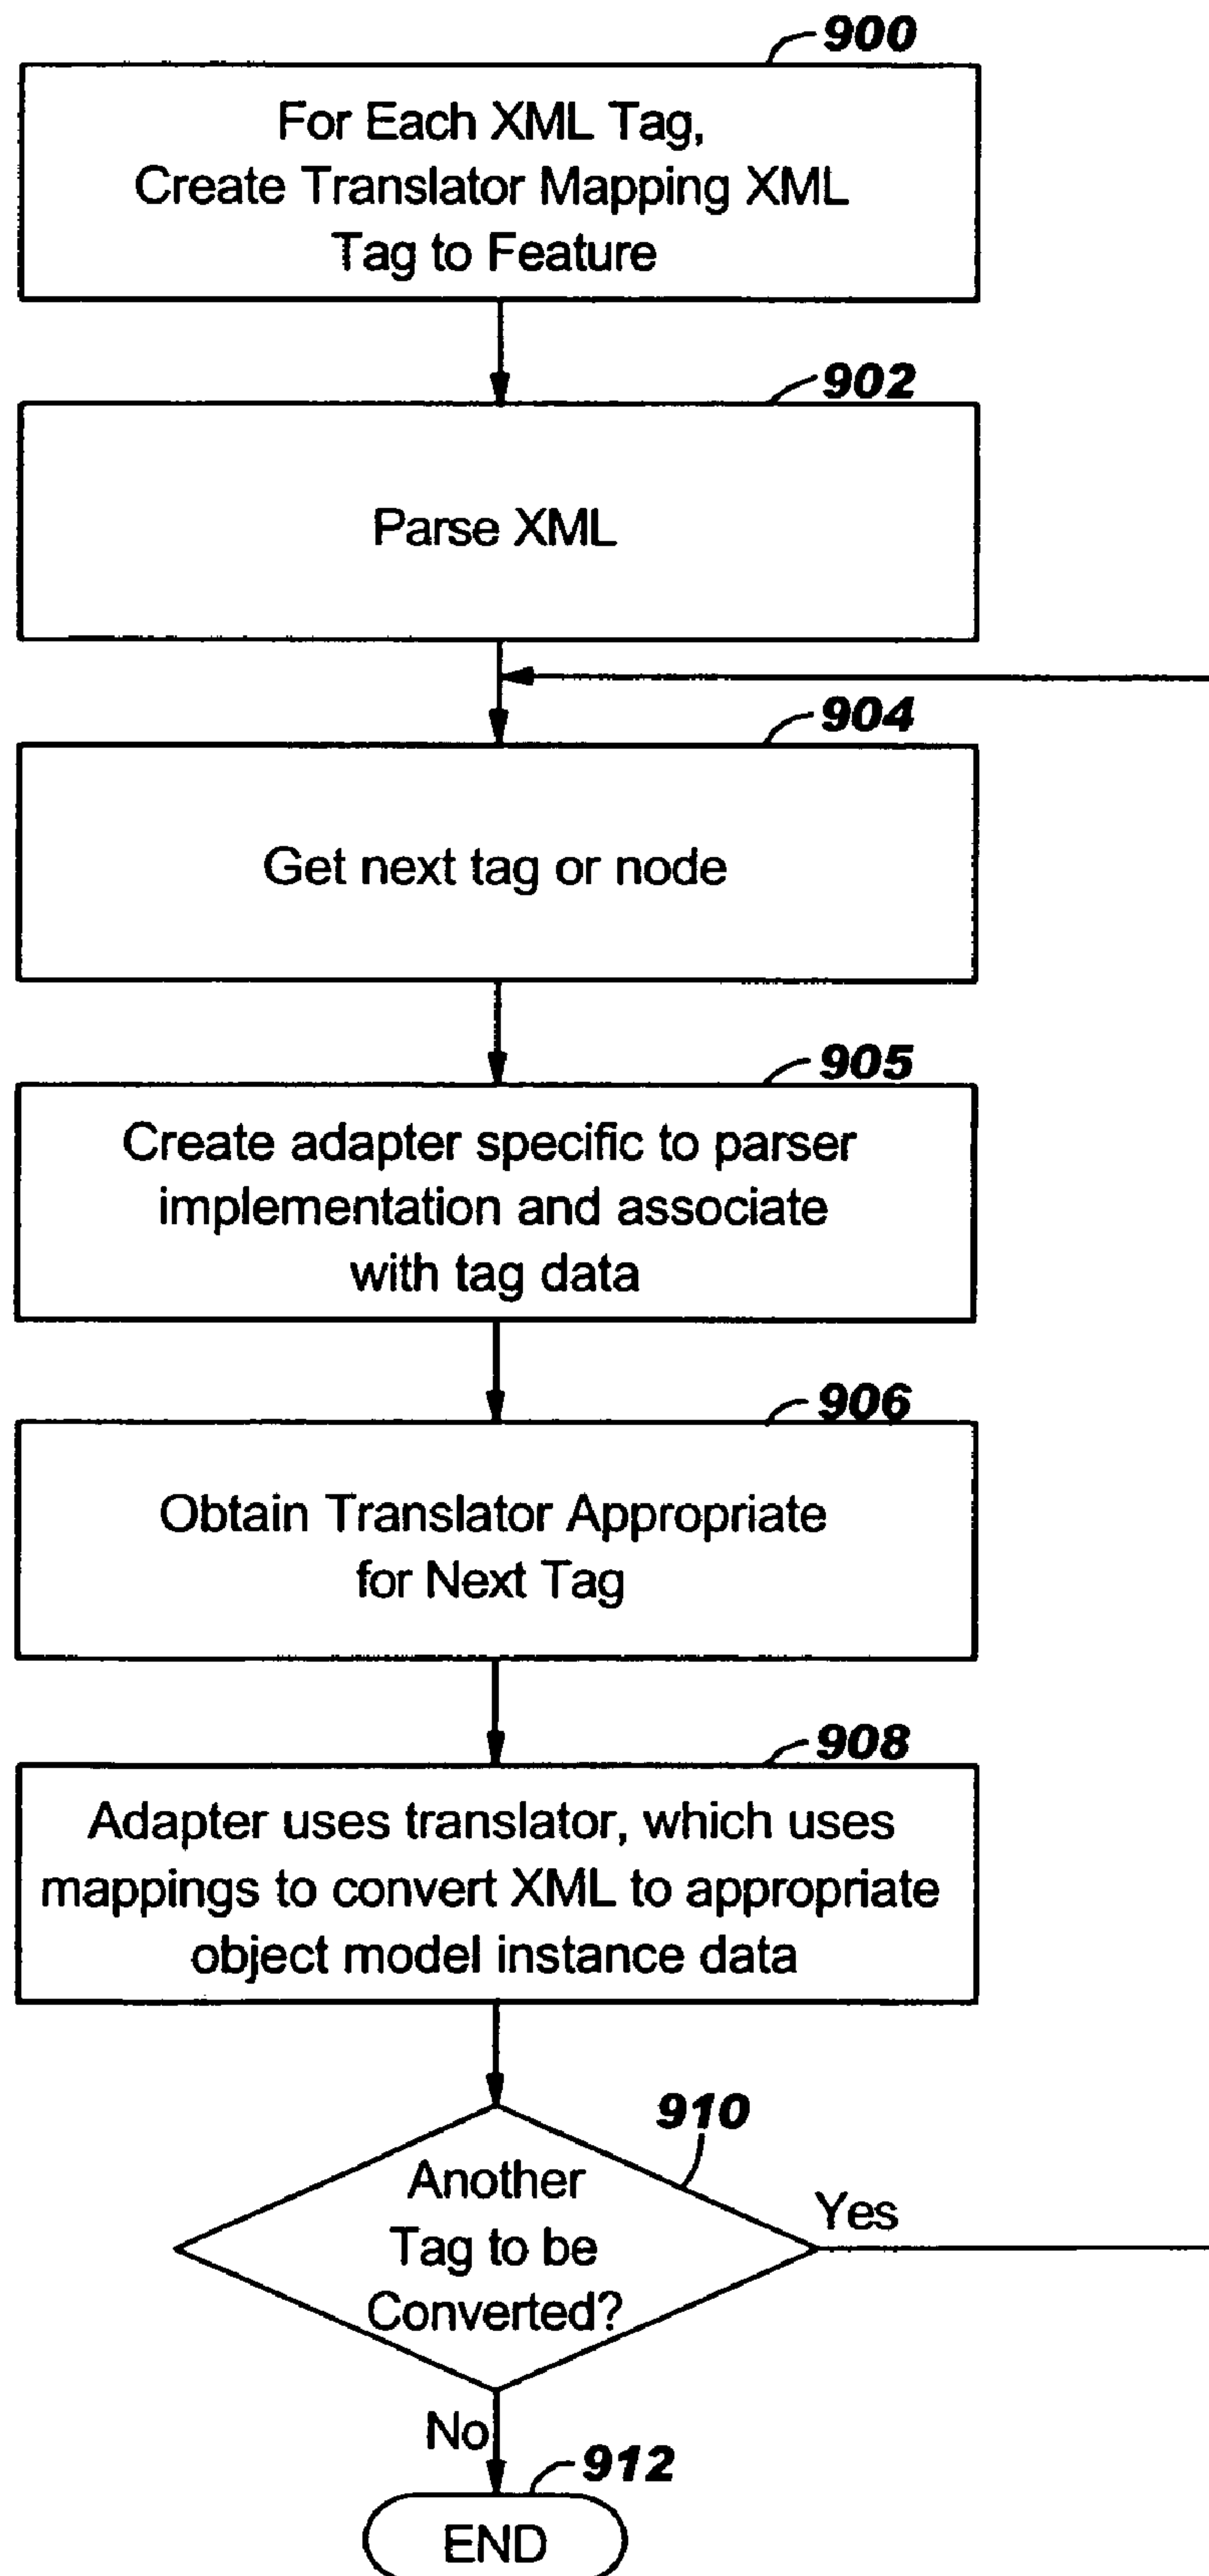 900
For Each XML Tag,
Create Translator Mapping XML
Tag to Feature
902
Parse XML
904
Get next tag or node
905
Create adapter specific to parser
implementation and associate
with tag data
906
Obtain Translator Appropriate
for Next Tag
908
Adapter uses translator, which uses
mappings to convert XML to appropriate
object model instance data
910
Another
Tag to be
Converted?
Yes
No
912
END